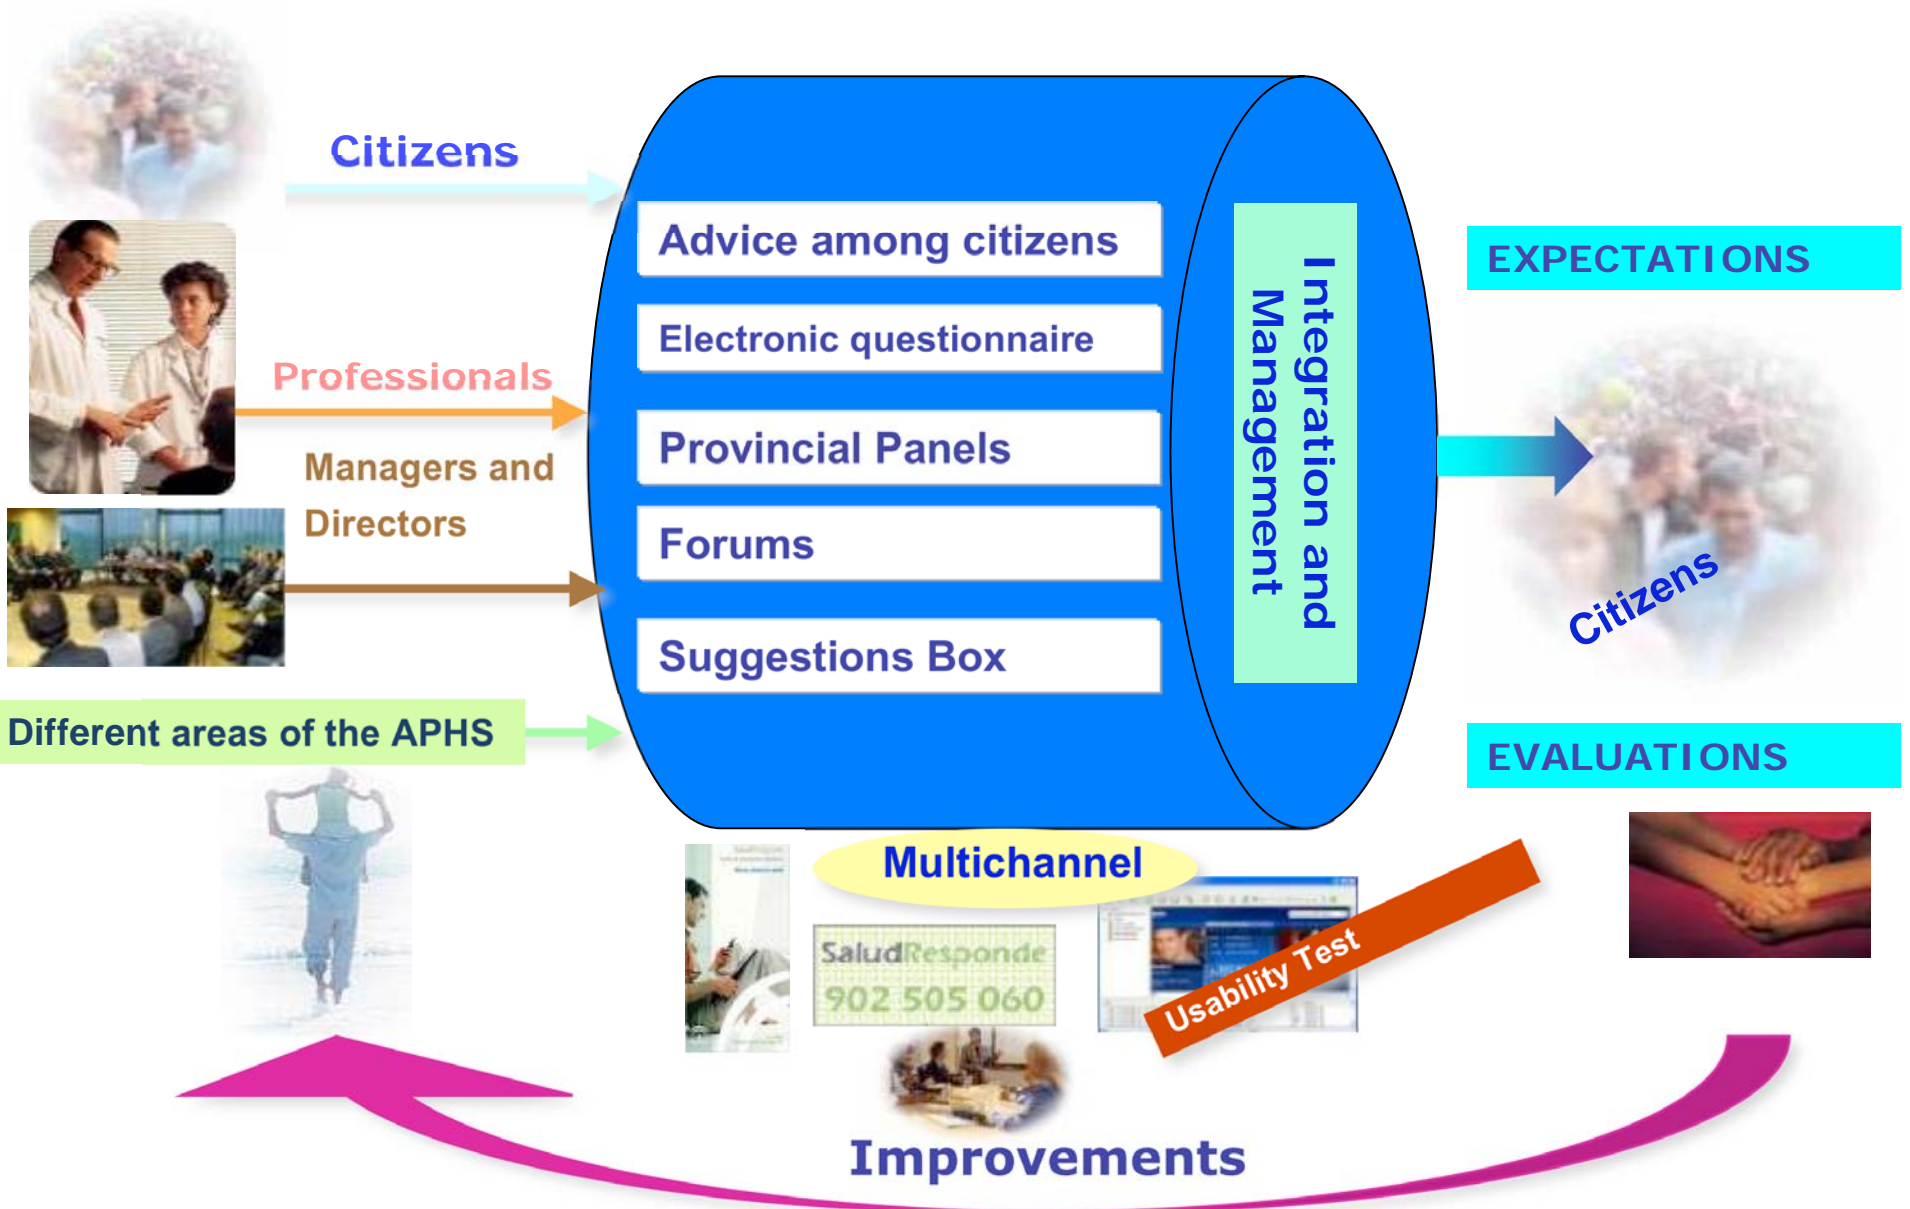 Citizens
Professionals
Managers and
Directors
Different areas of the APHS
Advice among citizens
Electronic questionnaire
Provincial Panels
Forums
Suggestions Box
Integration and
Management
EXPECTATIONS
Citizens
EVALUATIONS
Multichannel
SaludResponde
902 505 060
Usability Test
Improvements